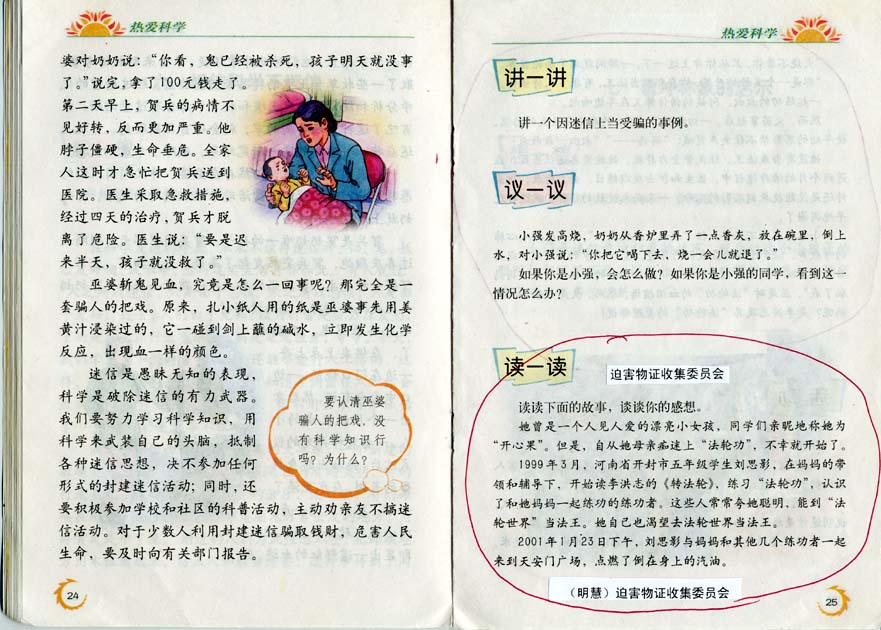 热爱科学
婆对奶奶说：“你看，鬼已经被杀死，孩子明天就没事
了。”说完，拿了100元钱走了。
第二天早上，贺兵的病情不
见好转，反而更加严重。他
脖子僵硬，生命垂危。全家
人这时才急忙把贺兵送到
医院。医生采取急救措施，
经过四天的治疗，贺兵才脱
离了危险。医生说：“要是迟
来半天，孩子就没救了。”
巫婆斩鬼见血，究竟是怎么一回事呢？那完全是一
套骗人的把戏。原来，扎小纸人用的纸是巫婆事先用姜
黄汁浸染过的，它一碰到剑上蘸的碱水，立即发生化学
反应，出现血一样的颜色。
迷信是愚昧无知的表现，
科学是破除迷信的有力武器。
我们要努力学习科学知识，用
科学来武装自己的头脑，抵制
各种迷信思想，决不参加任何
形式的封建迷信活动；同时，还
要积极参加学校和社区的科普活动，主动劝亲友不搞迷
信活动。对于少数人利用封建迷信骗取钱财，危害人民
生命，要及时向有关部门报告。
要认清巫婆
骗人的把戏，没
有科学知识行
吗？为什么？
24
热爱科学
讲一讲
讲一个因迷信上当受骗的事例。
议一议
小强发高烧，奶奶从香炉里弄了一点香灰，放在碗里，倒上
水，对小强说：“你把它喝下去，烧一会儿就退了。”
如果你是小强，会怎么做？如果你是小强的同学，看到这一
情况怎么办？
读一读
迫害物证收集委员会
读读下面的故事，谈谈你的感想。
她曾是一个人见人爱的漂亮小女孩，同学们亲昵地称她为
“开心果”。但是，自从她母亲痴迷上“法轮功”，不幸就开始了。
1999年3月，河南省开封市五年级学生刘思影，在妈妈的带
领和辅导下，开始读李洪志的《转法轮》，练习“法轮功”，认识
了和她妈妈一起练功的练功者。这些人常常夸她聪明，能到“法
轮世界”当法王。她自己也渴望去法轮世界当法王。
2001年1月23日下午，刘思影与妈妈和其他几个练功者一起
来到天安门广场，点燃了倒在身上的汽油。
（明慧）迫害物证收集委员会
25